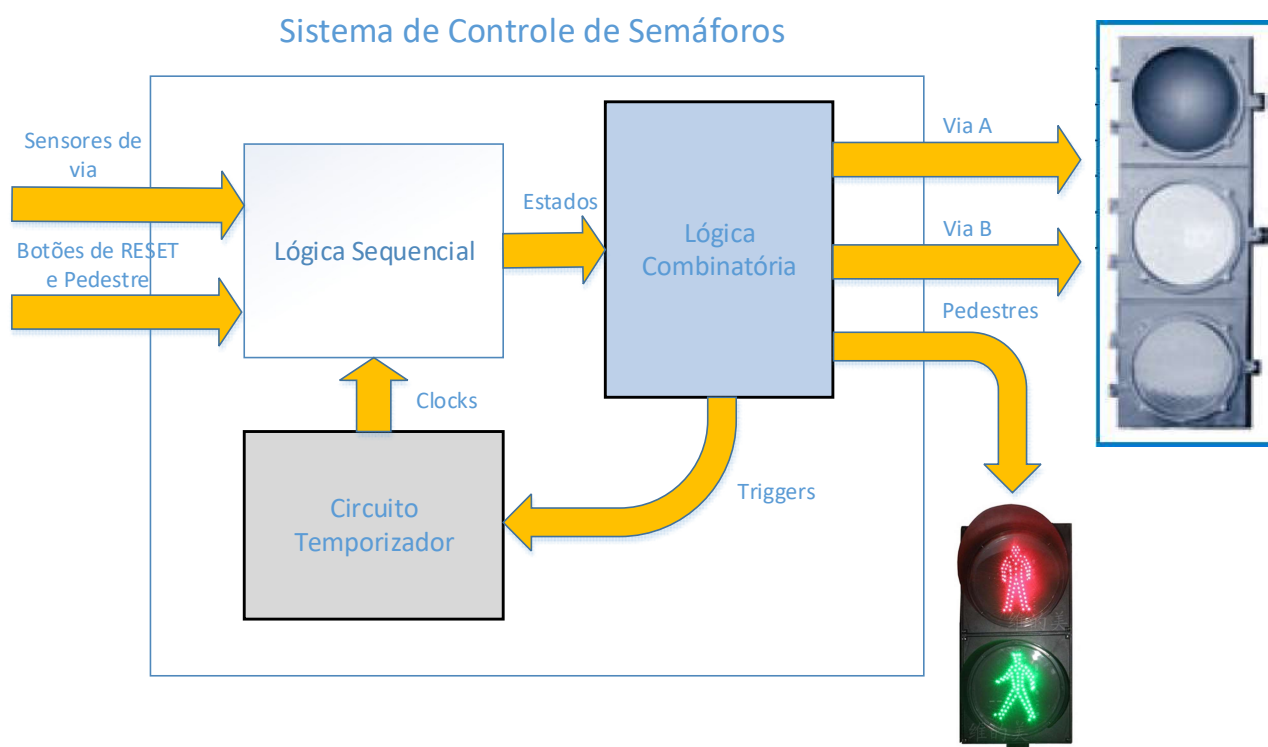 Sistema de Controle de Semáforos
Sensores de
via
Botões de RESET
e Pedestre
Lógica Sequencial
Estados
Lógica
Combinatória
Via A
Via B
Pedestres
Clocks
Triggers
Circuito
Temporizador